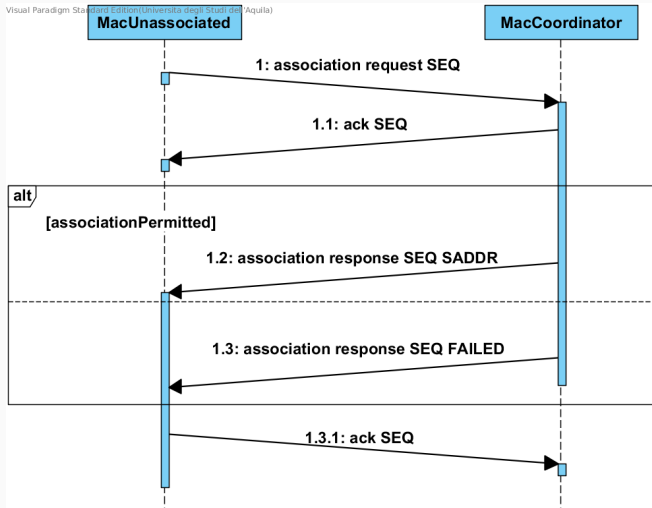 Visual Paradigm Standard Edition(Universita degli Studi dell'Aquila)
MacUnassociated
MacCoordinator
1: association request SEQ
1.1: ack SEQ
alt
[associationPermitted]
1.2: association response SEQ SADDR
1.3: association response SEQ FAILED
1.3.1: ack SEQ